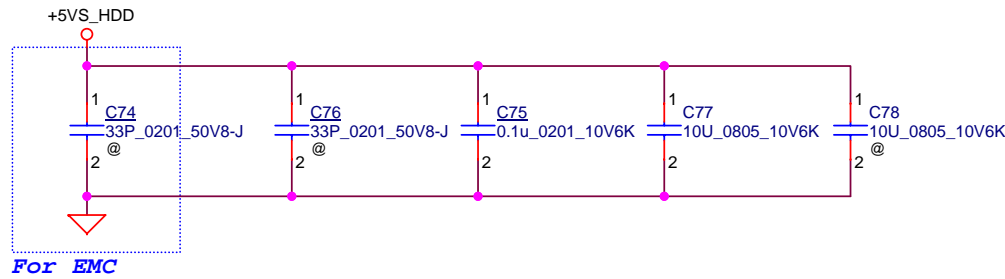 +5VS_HDD
1
C74
33P_0201_50V8-J
@
2
1
C76
33P_0201_50V8-J
@
2
1
C75
0.1u_0201_10V6K
2
1
C77
10U_0805_10V6K
2
1
C78
10U_0805_10V6K
@
2
For EMC